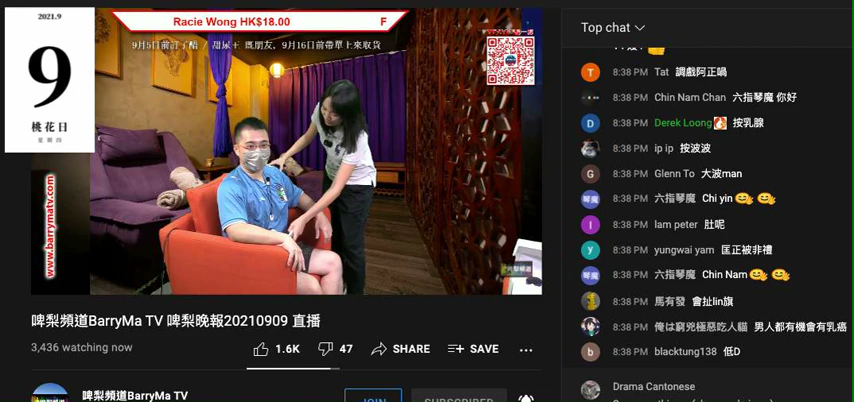 2021.9
9
桃花日
星期四
Racie Wong HK$18.00
F
9月5日前訂了醋 / 甜尿士 既朋友, 9月16日前帶單上來取貨
www.barrymatv.com
啤梨頻道BarryMa TV 啤梨晚報20210909 直播
3,436 watching now
1.6K
47
SHARE
SAVE
啤梨頻道BarryMa TV
JOIN
SUBSCRIBED
Top chat
8:38 PM Tat 調戲阿正喎
8:38 PM Chin Nam Chan 六指琴魔 你好
8:38 PM Derek Loong 按乳腺
8:38 PM ip ip 按波波
8:38 PM Glenn To 大波man
8:38 PM 六指琴魔 Chi yin
8:38 PM lam peter 肚呢
8:38 PM yungwai yam 匡正被非禮
8:38 PM 六指琴魔 Chin Nam
8:38 PM 馬有發 會扯lin旗
8:38 PM 俺は窮兇極惡吃人貓 男人都有機會有乳癌
8:38 PM blacktung138 低D
Drama Cantonese